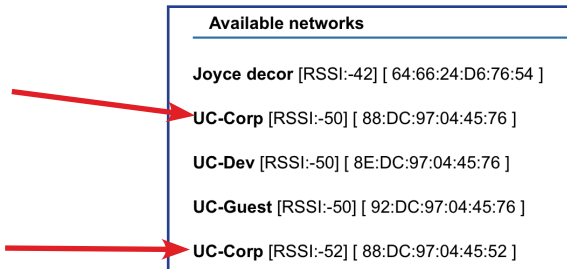 Available networks
Joyce decor [RSSI:-42] [ 64:66:24:D6:76:54 ]
UC-Corp [RSSI:-50] [ 88:DC:97:04:45:76 ]
UC-Dev [RSSI:-50] [ 8E:DC:97:04:45:76 ]
UC-Guest [RSSI:-50] [ 92:DC:97:04:45:76 ]
UC-Corp [RSSI:-52] [ 88:DC:97:04:45:52 ]